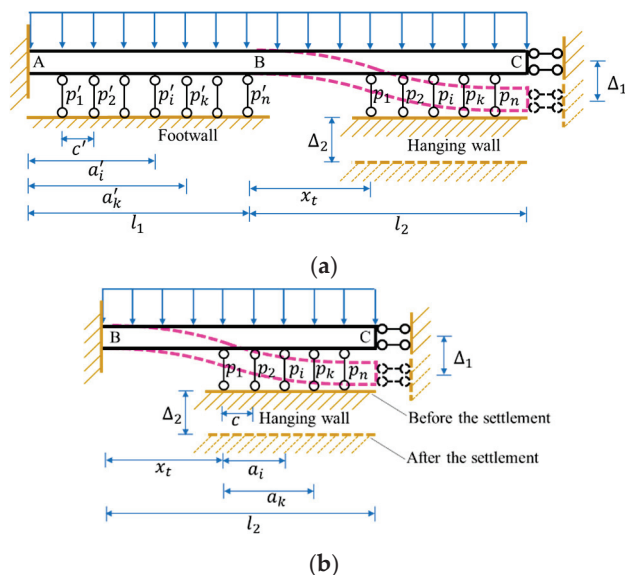 A B C
p′₁ p′₂ p′ᵢ p′ₖ p′ₙ p₁ p₂ pᵢ pₖ pₙ Δ₁
Footwall
c′ Δ₂ Hanging wall
a′ᵢ
a′ₖ xₜ
l₁ l₂
(a)
B C
p₁ p₂ pᵢ pₖ pₙ Δ₁
Δ₂ c Hanging wall Before the settlement
After the settlement
xₜ aᵢ
aₖ
l₂
(b)